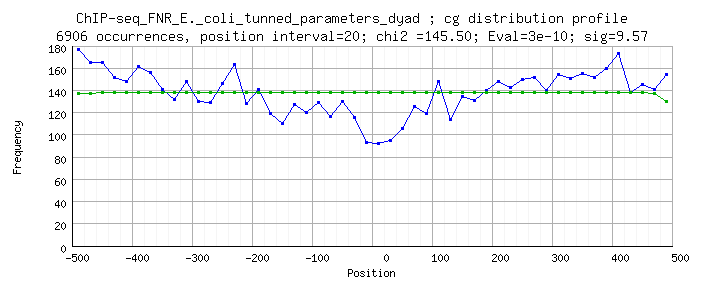 ChIP-seq_FNR_E._coli_tunned_parameters_dyad ; cg distribution profile
6906 occurrences, position interval=20; chi2 =145.50; Eval=3e-10; sig=9.57
180
160
140
120
100
80
60
40
20
0
Frequency
-500 -400 -300 -200 -100 0 100 200 300 400 500
Position